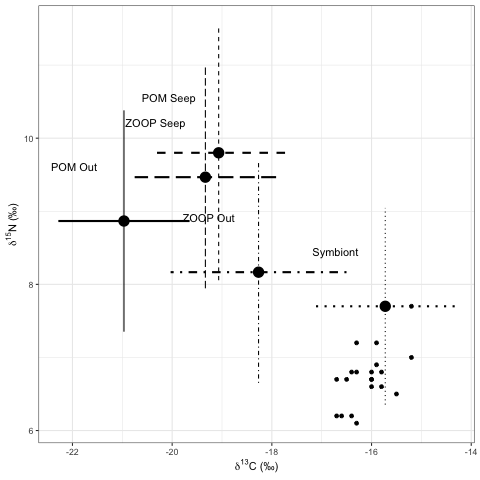 POM Seep
ZOOP Seep
POM Out
ZOOP Out
Symbiont
10
8
6
-22
-20
-18
-16
-14
δ¹⁵N (‰)
δ¹³C (‰)